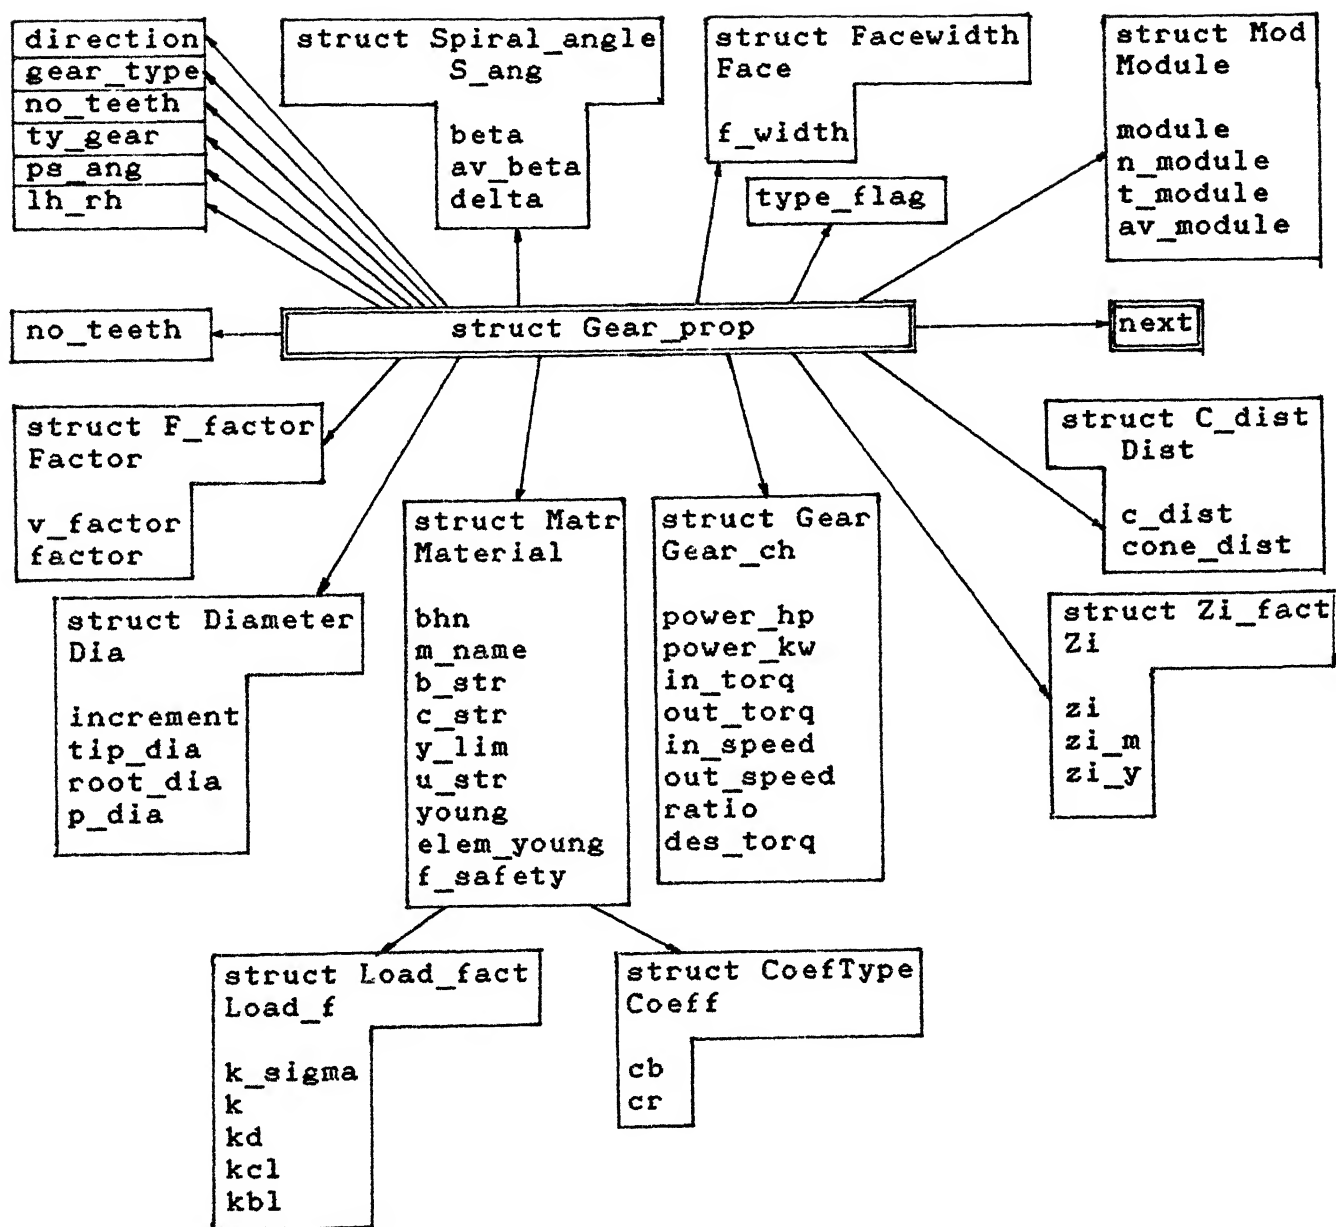 direction
gear_type
no_teeth
ty_gear
ps_ang
lh_rh
struct Spiral_angle
S_ang
beta
av_beta
delta
struct Facewidth
Face
f_width
type_flag
struct Mod
Module
module
n_module
t_module
av_module
no_teeth
struct Gear_prop
next
struct F_factor
Factor
v_factor
factor
struct Diameter
Dia
increment
tip_dia
root_dia
p_dia
struct Matr
Material
bhn
m_name
b_str
c_str
y_lim
u_str
young
elem_young
f_safety
struct Gear
Gear_ch
power_hp
power_kw
in_torq
out_torq
in_speed
out_speed
ratio
des_torq
struct C_dist
Dist
c_dist
cone_dist
struct Zi_fact
Zi
zi
zi_m
zi_y
struct Load_fact
Load_f
k_sigma
k
kd
kcl
kbl
struct CoefType
Coeff
cb
cr